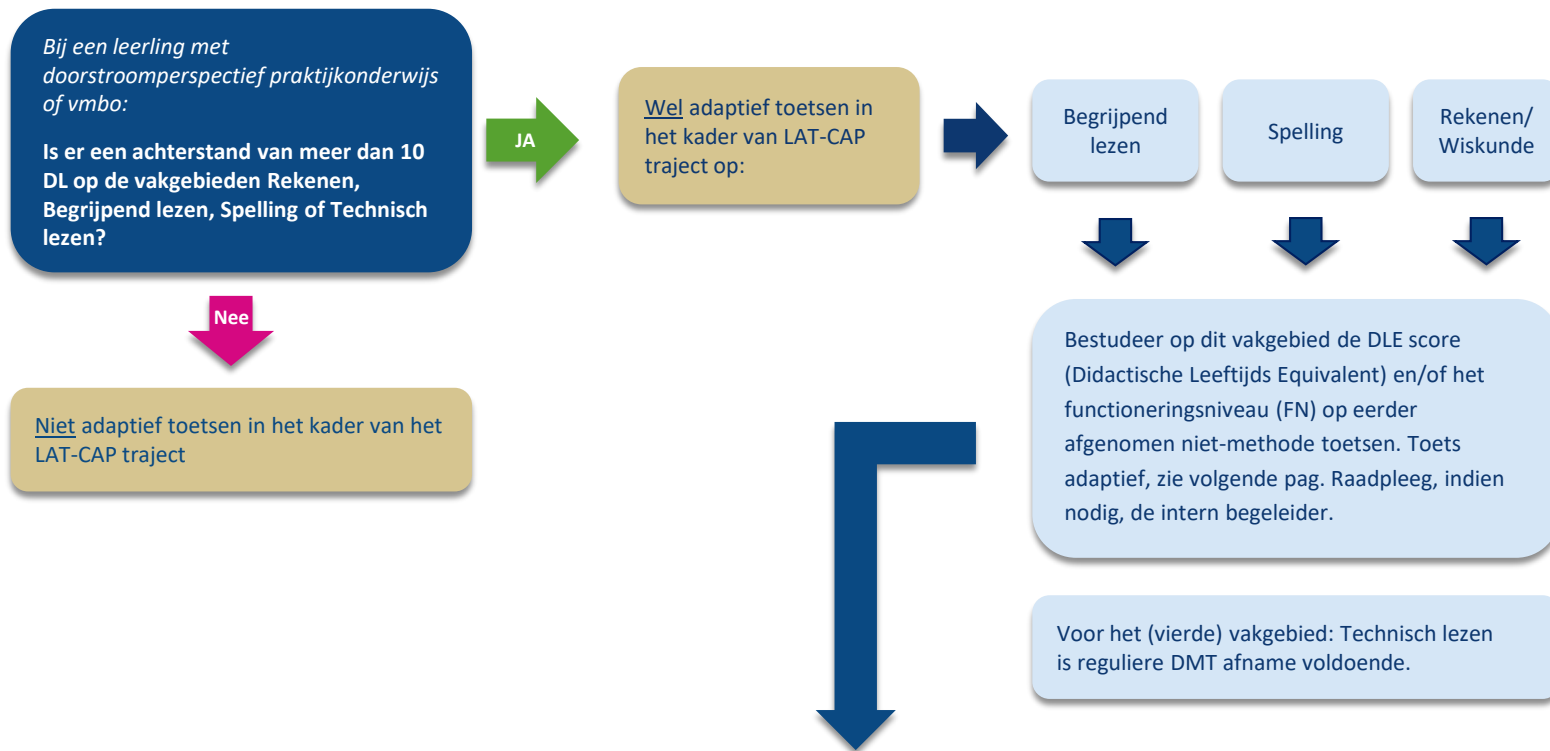 Bij een leerling met
doorstroomperspectief praktijkonderwijs
of vmbo:
Is er een achterstand van meer dan 10
DL op de vakgebieden Rekenen,
Begrijpend lezen, Spelling of Technisch
lezen?
JA
Wel adaptief toetsen in
het kader van LAT-CAP
traject op:
Begrijpend
lezen
Spelling
Rekenen/
Wiskunde
Nee
Niet adaptief toetsen in het kader van het
LAT-CAP traject
Bestudeer op dit vakgebied de DLE score
(Didactische Leeftijds Equivalent) en/of het
functioneringsniveau (FN) op eerder
afgenomen niet-methode toetsen. Toets
adaptief, zie volgende pag. Raadpleeg, indien
nodig, de intern begeleider.
Voor het (vierde) vakgebied: Technisch lezen
is reguliere DMT afname voldoende.